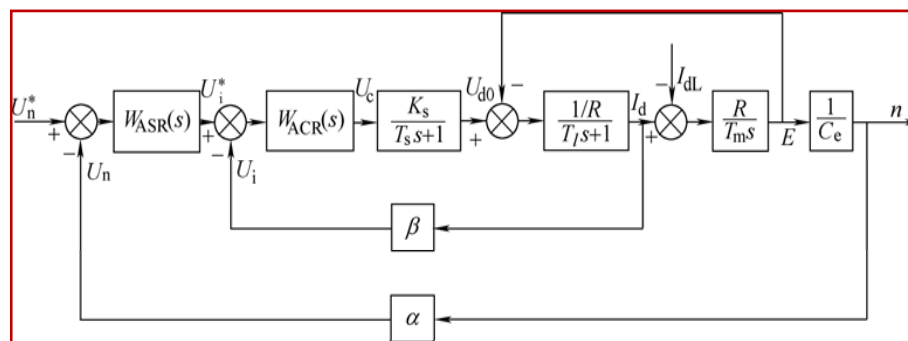 U*n
+
−
Un
WASR(s)
U*i
+
−
Ui
WACR(s)
Uc
Ks
Tss+1
Ud0
+
−
1/R
Tls+1
Id
+
−
IdL
R
Tms
E
1
Ce
n
β
α